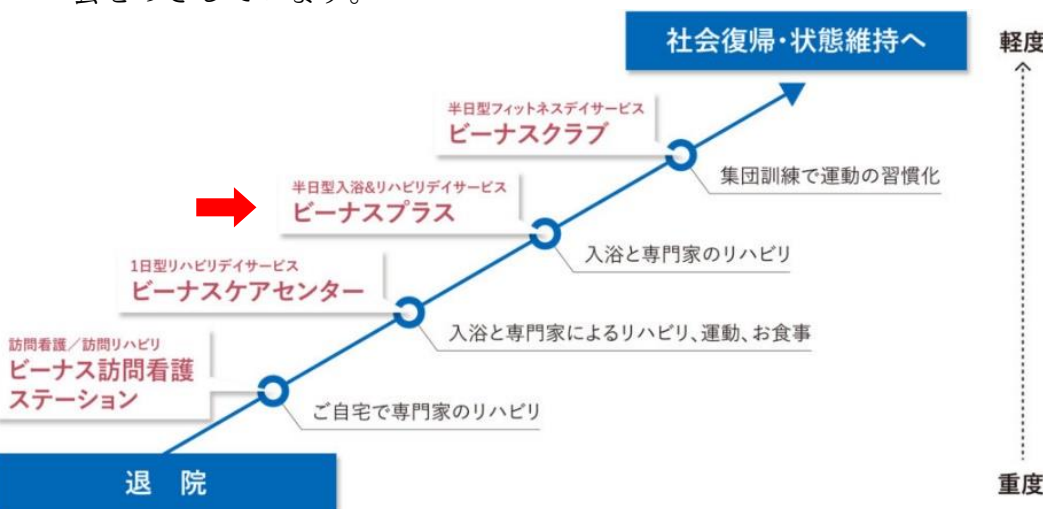 社会復帰・状態維持へ
軽度
半日型フィットネスデイサービス
ビーナスクラブ
集団訓練で運動の習慣化
半日型入浴&リハビリデイサービス
ビーナスプラス
入浴と専門家のリハビリ
1日型リハビリデイサービス
ビーナスケアセンター
入浴と専門家によるリハビリ、運動、お食事
訪問看護/訪問リハビリ
ビーナス訪問看護
ステーション
ご自宅で専門家のリハビリ
退 院
重度